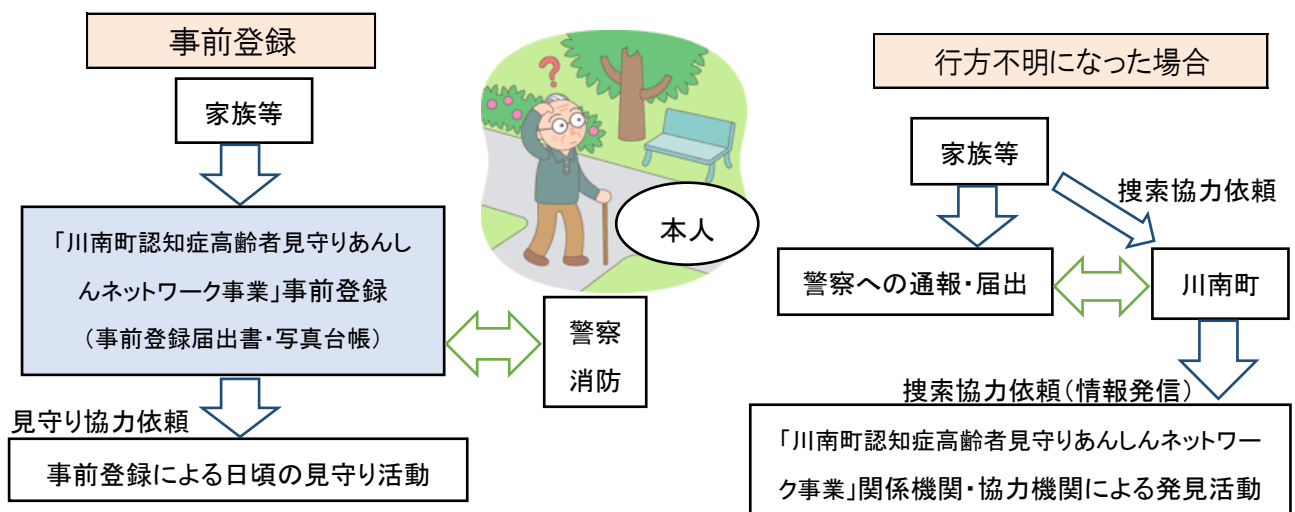 事前登録
家族等
「川南町認知症高齢者見守りあんし
んネットワーク事業」事前登録
(事前登録届出書・写真台帳)
警察
消防
見守り協力依頼
事前登録による日頃の見守り活動
?
本人
行方不明になった場合
家族等
捜索協力依頼
警察への通報・届出
川南町
捜索協力依頼(情報発信)
「川南町認知症高齢者見守りあんしんネットワー
ク事業」関係機関・協力機関による発見活動